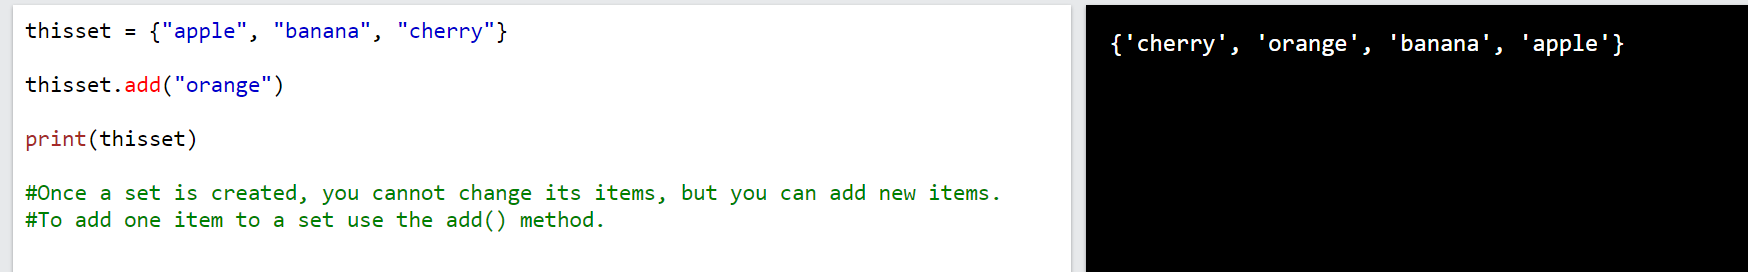 thisset = {"apple", "banana", "cherry"}
thisset.add("orange")
print(thisset)
#Once a set is created, you cannot change its items, but you can add new items.
#To add one item to a set use the add() method.
{'cherry', 'orange', 'banana', 'apple'}